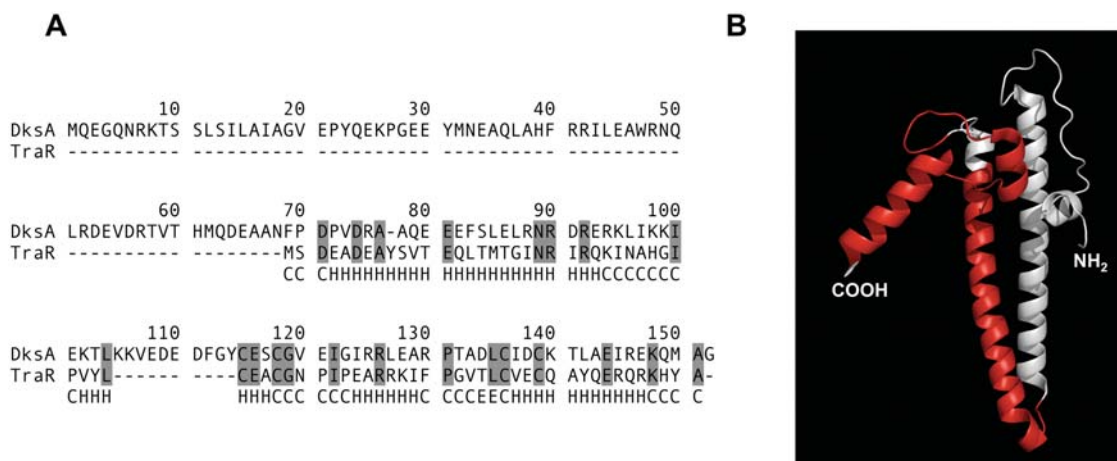 A
B
10 20 30 40 50
DksA MQEGQNRKTS SLSILAIAGV EPYQEKPGEE YMNEAQLAHF RRILEAWRNQ
TraR ---------- ---------- ---------- ---------- ----------
60 70 80 90 100
DksA LRDEVDRTVT HMQDEAANFP DPVDRA-AQE EEFSLELRNR DRERKLIKKI
TraR ------------------MS DEADEAYSVT EQLTMTGINR IRQKINAHGI
CC CHHHHHHHHH HHHHHHHHHH HHHCCCCCCC
110 120 130 140 150
DksA EKTLKKVEDE DFGYCESCGV EIGIRRLEAR PTADLCIDCK TLAEIREKQM AG
TraR PVYL------ ----CEACGN PIPEARRKIF PGVTLCVECQ AYQERQRKHY A-
CHHH HHHCCC CCCHHHHHHC CCCEECHHHH HHHHHHHCCC C
COOH
NH2